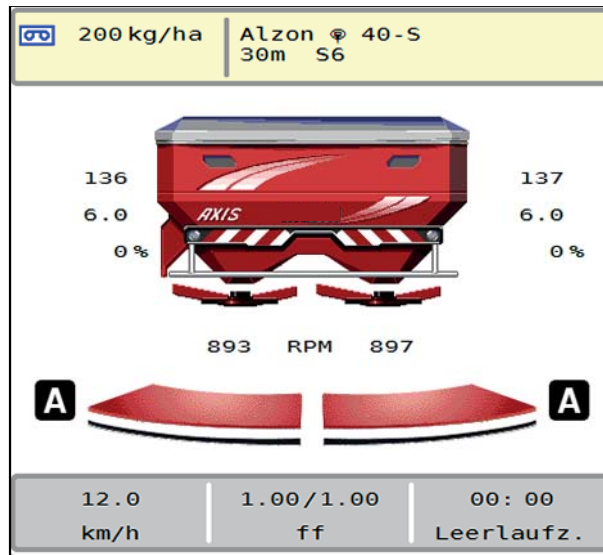 200 kg/ha
Alzon 40-S
30m S6
136
137
AXIS
6.0
6.0
0%
0%
893 RPM 897
A
A
12.0
1.00/1.00
00:00
km/h
ff
Leerlaufz.